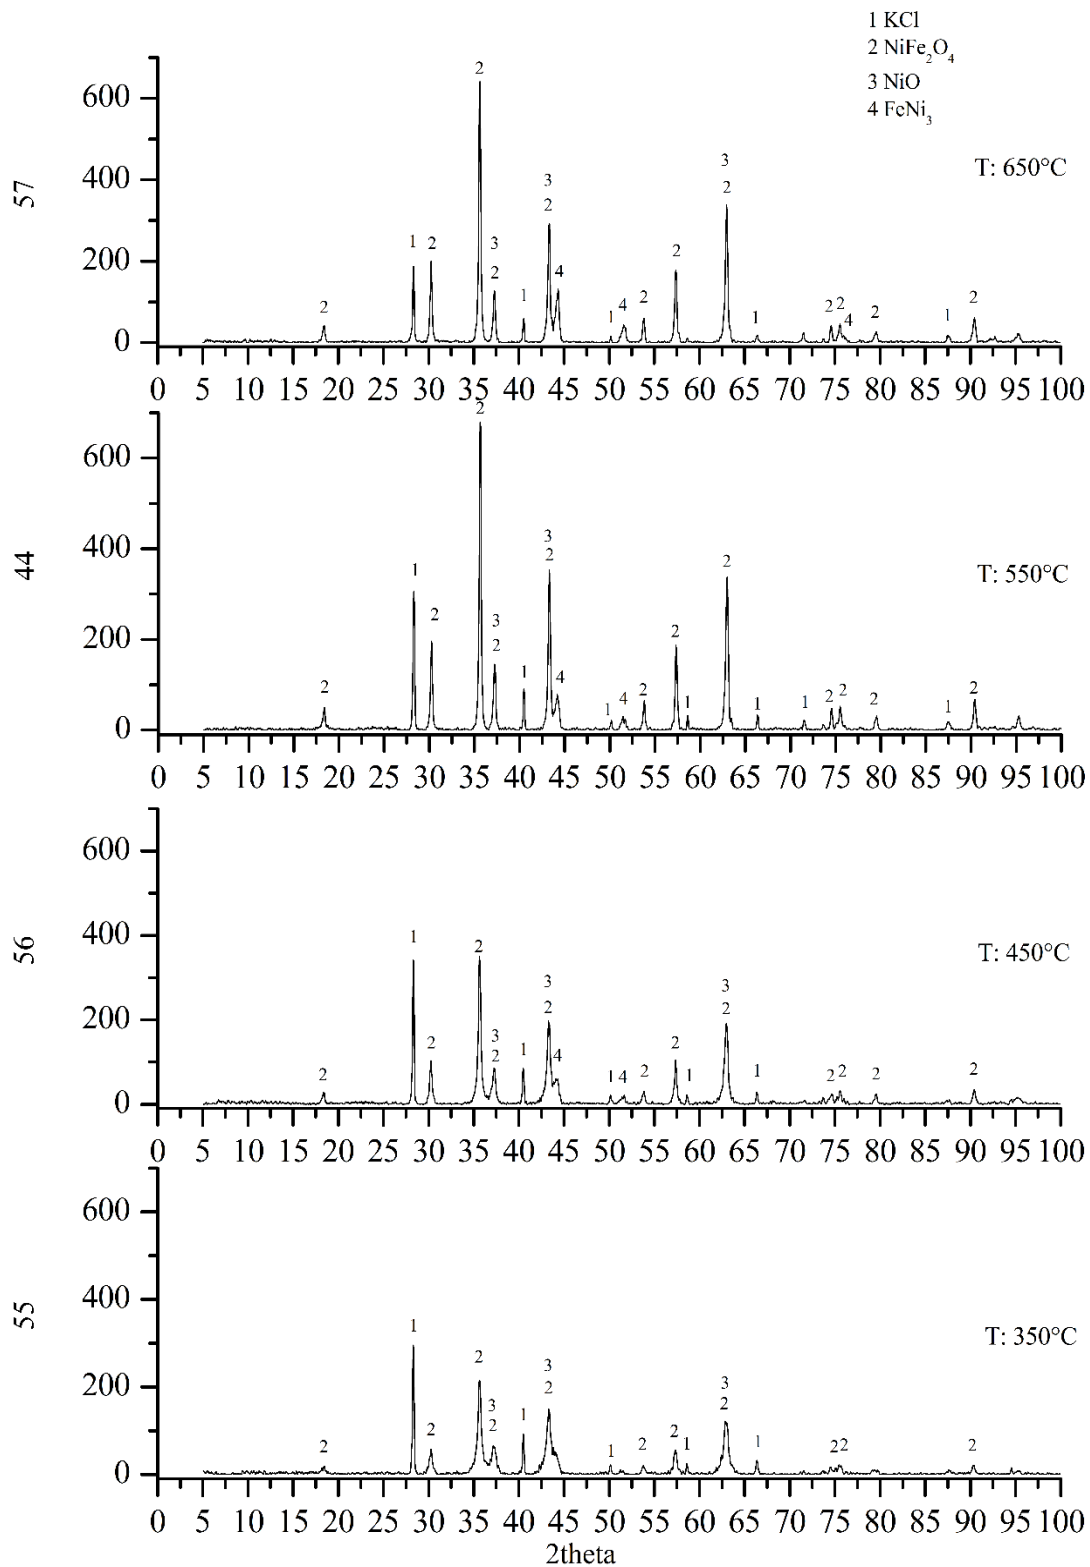 1 KCl
2 NiFe₂O₄
3 NiO
4 FeNi₃
T: 650°C
57
600
400
200
0
2 1 2 2 3 2 1 3 2 4 1 4 2 2 3 2 1 2 2 4 2 1 2
0 5 10 15 20 25 30 35 40 45 50 55 60 65 70 75 80 85 90 95 100
T: 550°C
44
600
400
200
0
2 1 2 2 3 2 1 3 2 4 1 4 2 2 1 2 1 1 2 2 2 1 2
0 5 10 15 20 25 30 35 40 45 50 55 60 65 70 75 80 85 90 95 100
T: 450°C
56
600
400
200
0
2 1 2 2 3 2 1 3 2 4 1 4 2 2 1 3 2 1 2 2 2 2
0 5 10 15 20 25 30 35 40 45 50 55 60 65 70 75 80 85 90 95 100
T: 350°C
55
600
400
200
0
2 1 2 2 3 2 1 3 2 1 2 2 1 3 2 1 2 2 2
0 5 10 15 20 25 30 35 40 45 50 55 60 65 70 75 80 85 90 95 100
2theta